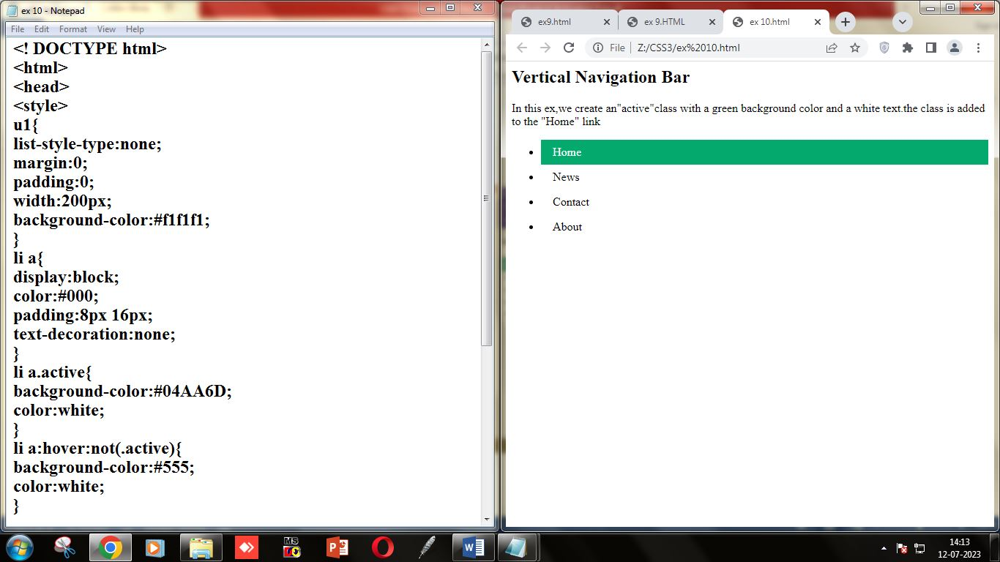 ex 10 - Notepad
File Edit Format View Help
<! DOCTYPE html>
<html>
<head>
<style>
u1{
list-style-type:none;
margin:0;
padding:0;
width:200px;
background-color:#f1f1f1;
}
li a{
display:block;
color:#000;
padding:8px 16px;
text-decoration:none;
}
li a.active{
background-color:#04AA6D;
color:white;
}
li a:hover:not(.active){
background-color:#555;
color:white;
}
ex9.html
ex 9.HTML
ex 10.html
File Z:/CSS3/ex%2010.html
Vertical Navigation Bar
In this ex,we create an"active"class with a green background color and a white text.the class is added
to the "Home" link
Home
News
Contact
About
MS
14:13
12-07-2023